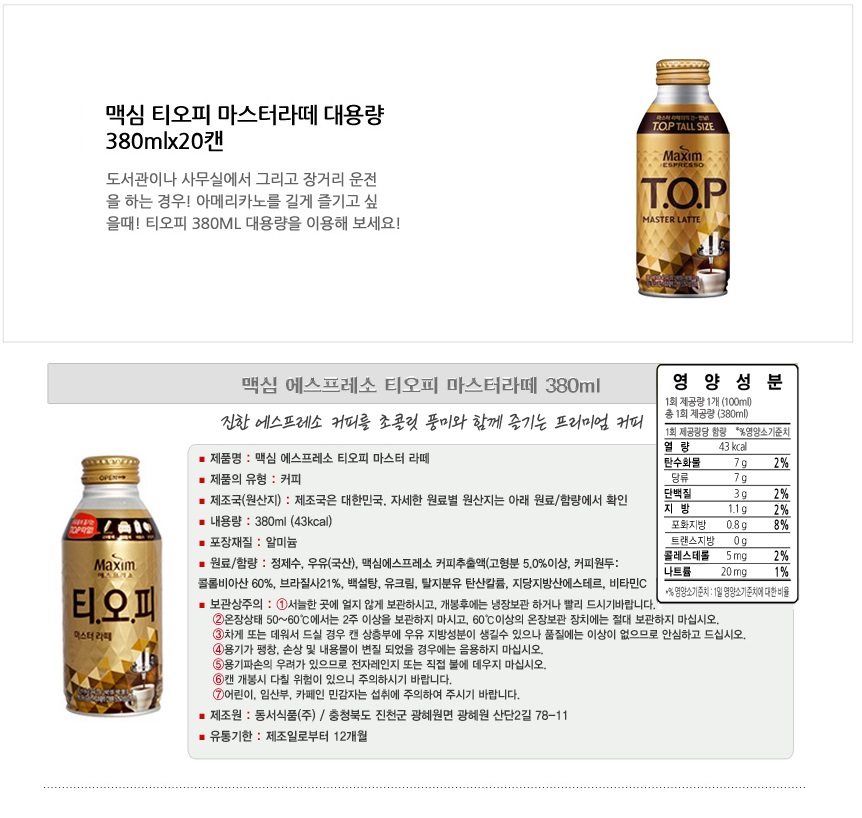 맥심 티오피 마스터라떼 대용량
380mlx20캔
도서관이나 사무실에서 그리고 장거리 운전
을 하는 경우! 아메리카노를 길게 즐기고 싶
을때! 티오피 380ML 대용량을 이용해 보세요!
T.O.P TALL SIZE
Maxim
ESPRESSO
T.O.P
MASTER LATTE
맥심 에스프레소 티오피 마스터라떼 380ml
진한 에스프레소 커피를 초콜릿 풍미와 함께 즐기는 프리미엄 커피
영 양 성 분
1회 제공량 1개 (100ml)
총 1회 제공량 (380ml)
1회 제공량당 함량 *%영양소기준치
열 량 43 kcal
탄수화물 7 g 2%
당류 7 g
단백질 3 g 2%
지 방 1.1 g 2%
포화지방 0.8 g 8%
트랜스지방 0 g
콜레스테롤 5 mg 2%
나트륨 20 mg 1%
*% 영양소기준치 : 1일 영양소기준치에 대한 비율
OPEN
Maxim
에스프레소
티.오.피
마스터 라떼
■ 제품명 : 맥심 에스프레소 티오피 마스터 라떼
■ 제품의 유형 : 커피
■ 제조국(원산지) : 제조국은 대한민국, 자세한 원료별 원산지는 아래 원료/함량에서 확인
■ 내용량 : 380ml (43kcal)
■ 포장재질 : 알미늄
■ 원료/함량 : 정제수, 우유(국산), 맥심에스프레소 커피추출액(고형분 5,0%이상, 커피원두:
콜롬비아산 60%, 브라질사21%, 백설탕, 유크림, 탈지분유 탄산칼륨, 지당지방산에스테르, 비타민C
■ 보관상주의 : ①서늘한 곳에 얼지 않게 보관하시고, 개봉후에는 냉장보관 하거나 빨리 드시기바랍니다.
②온장상태 50~60℃에서는 2주 이상을 보관하지 마시고, 60℃이상의 온장보관 장치에는 절대 보관하지 마십시오.
③차게 또는 데워서 드실 경우 캔 상층부에 우유 지방성분이 생길수 있으나 품질에는 이상이 없으므로 안심하고 드십시오.
④용기가 팽창, 손상 및 내용물이 변질 되었을 경우에는 음용하지 마십시오.
⑤용기파손의 우려가 있으므로 전자레인지 또는 직접 불에 데우지 마십시오.
⑥캔 개봉시 다칠 위험이 있으니 주의하시기 바랍니다.
⑦어린이, 임산부, 카페인 민감자는 섭취에 주의하여 주시기 바랍니다.
■ 제조원 : 동서식품(주) / 충청북도 진천군 광혜원면 광혜원 산단2길 78-11
■ 유통기한 : 제조일로부터 12개월